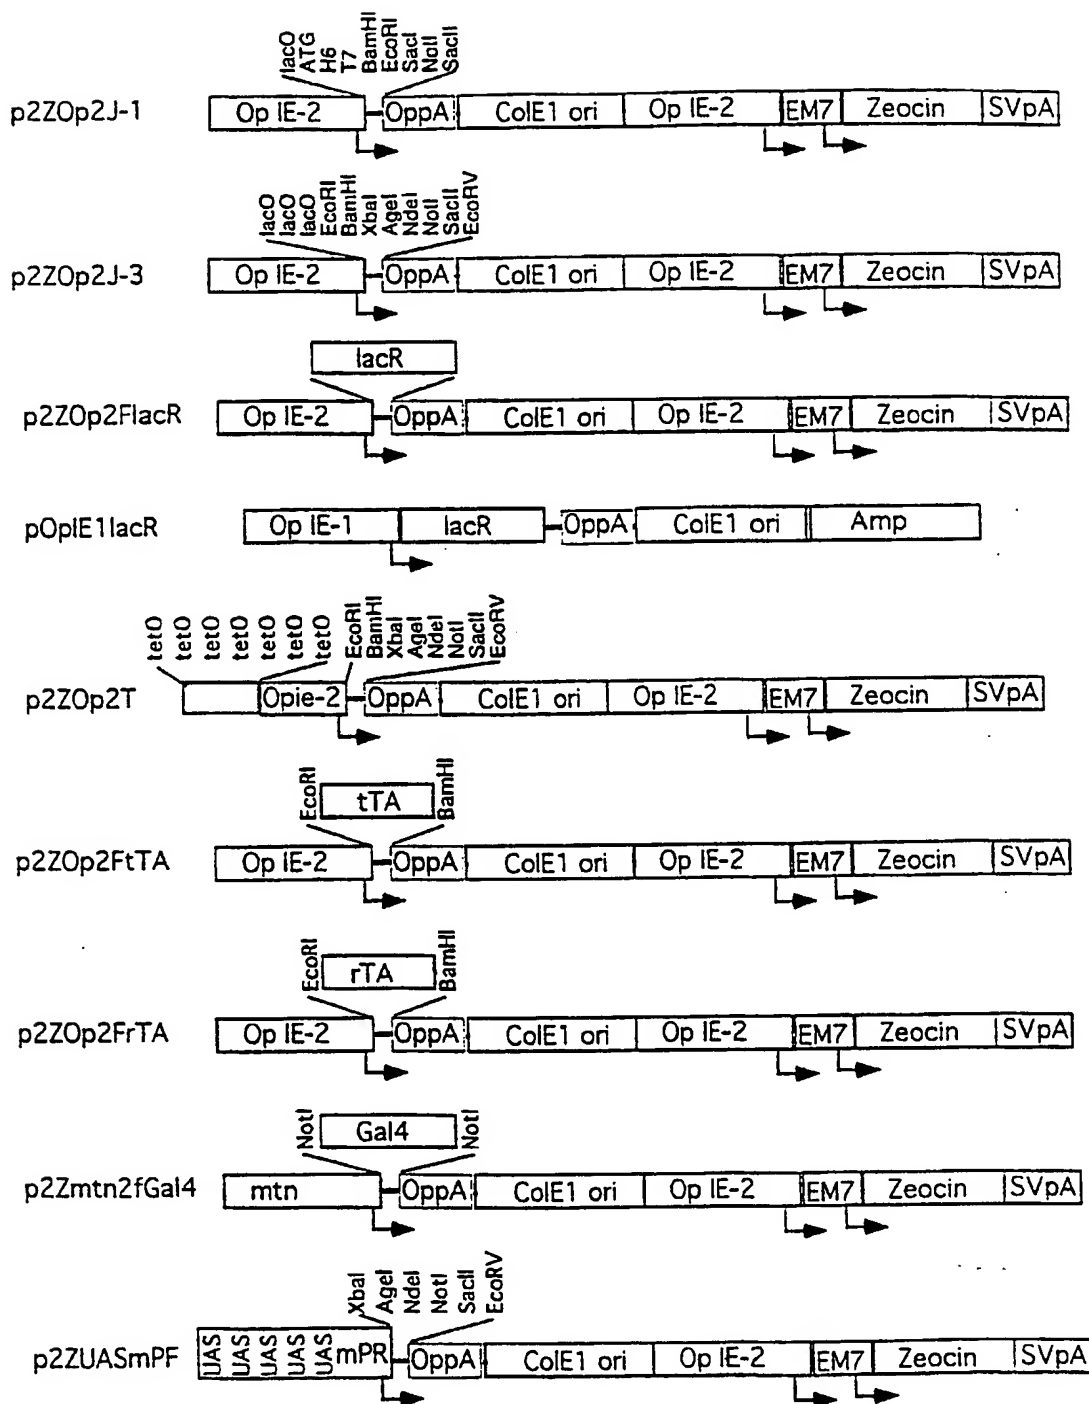 lacO
ATG
H6
T7
BamHI
EcoRI
SacI
NotI
SacII
p2ZOp2J-1
Op IE-2 OppA ColE1 ori Op IE-2 EM7 Zeocin SVpA
lacO
lacO
lacO
EcoRI
BamHI
XbaI
AgeI
NdeI
NotI
SacII
EcoRV
p2ZOp2J-3
Op IE-2 OppA ColE1 ori Op IE-2 EM7 Zeocin SVpA
lacR
p2ZOp2FlacR
Op IE-2 OppA ColE1 ori Op IE-2 EM7 Zeocin SVpA
pOpIE1lacR
Op IE-1 lacR OppA ColE1 ori Amp
tetO
tetO
tetO
tetO
tetO
tetO
tetO
EcoRI
BamHI
XbaI
AgeI
NdeI
NotI
SacII
EcoRV
p2ZOp2T
Opie-2 OppA ColE1 ori Op IE-2 EM7 Zeocin SVpA
EcoRI
tTA
BamHI
p2ZOp2FtTA
Op IE-2 OppA ColE1 ori Op IE-2 EM7 Zeocin SVpA
EcoRI
rTA
BamHI
p2ZOp2FrTA
Op IE-2 OppA ColE1 ori Op IE-2 EM7 Zeocin SVpA
NotI
Gal4
NotI
p2Zmtn2fGal4
mtn OppA ColE1 ori Op IE-2 EM7 Zeocin SVpA
XbaI
AgeI
NdeI
NotI
SacII
EcoRV
p2ZUASmPF
UAS UAS UAS UAS UAS mPR OppA ColE1 ori Op IE-2 EM7 Zeocin SVpA